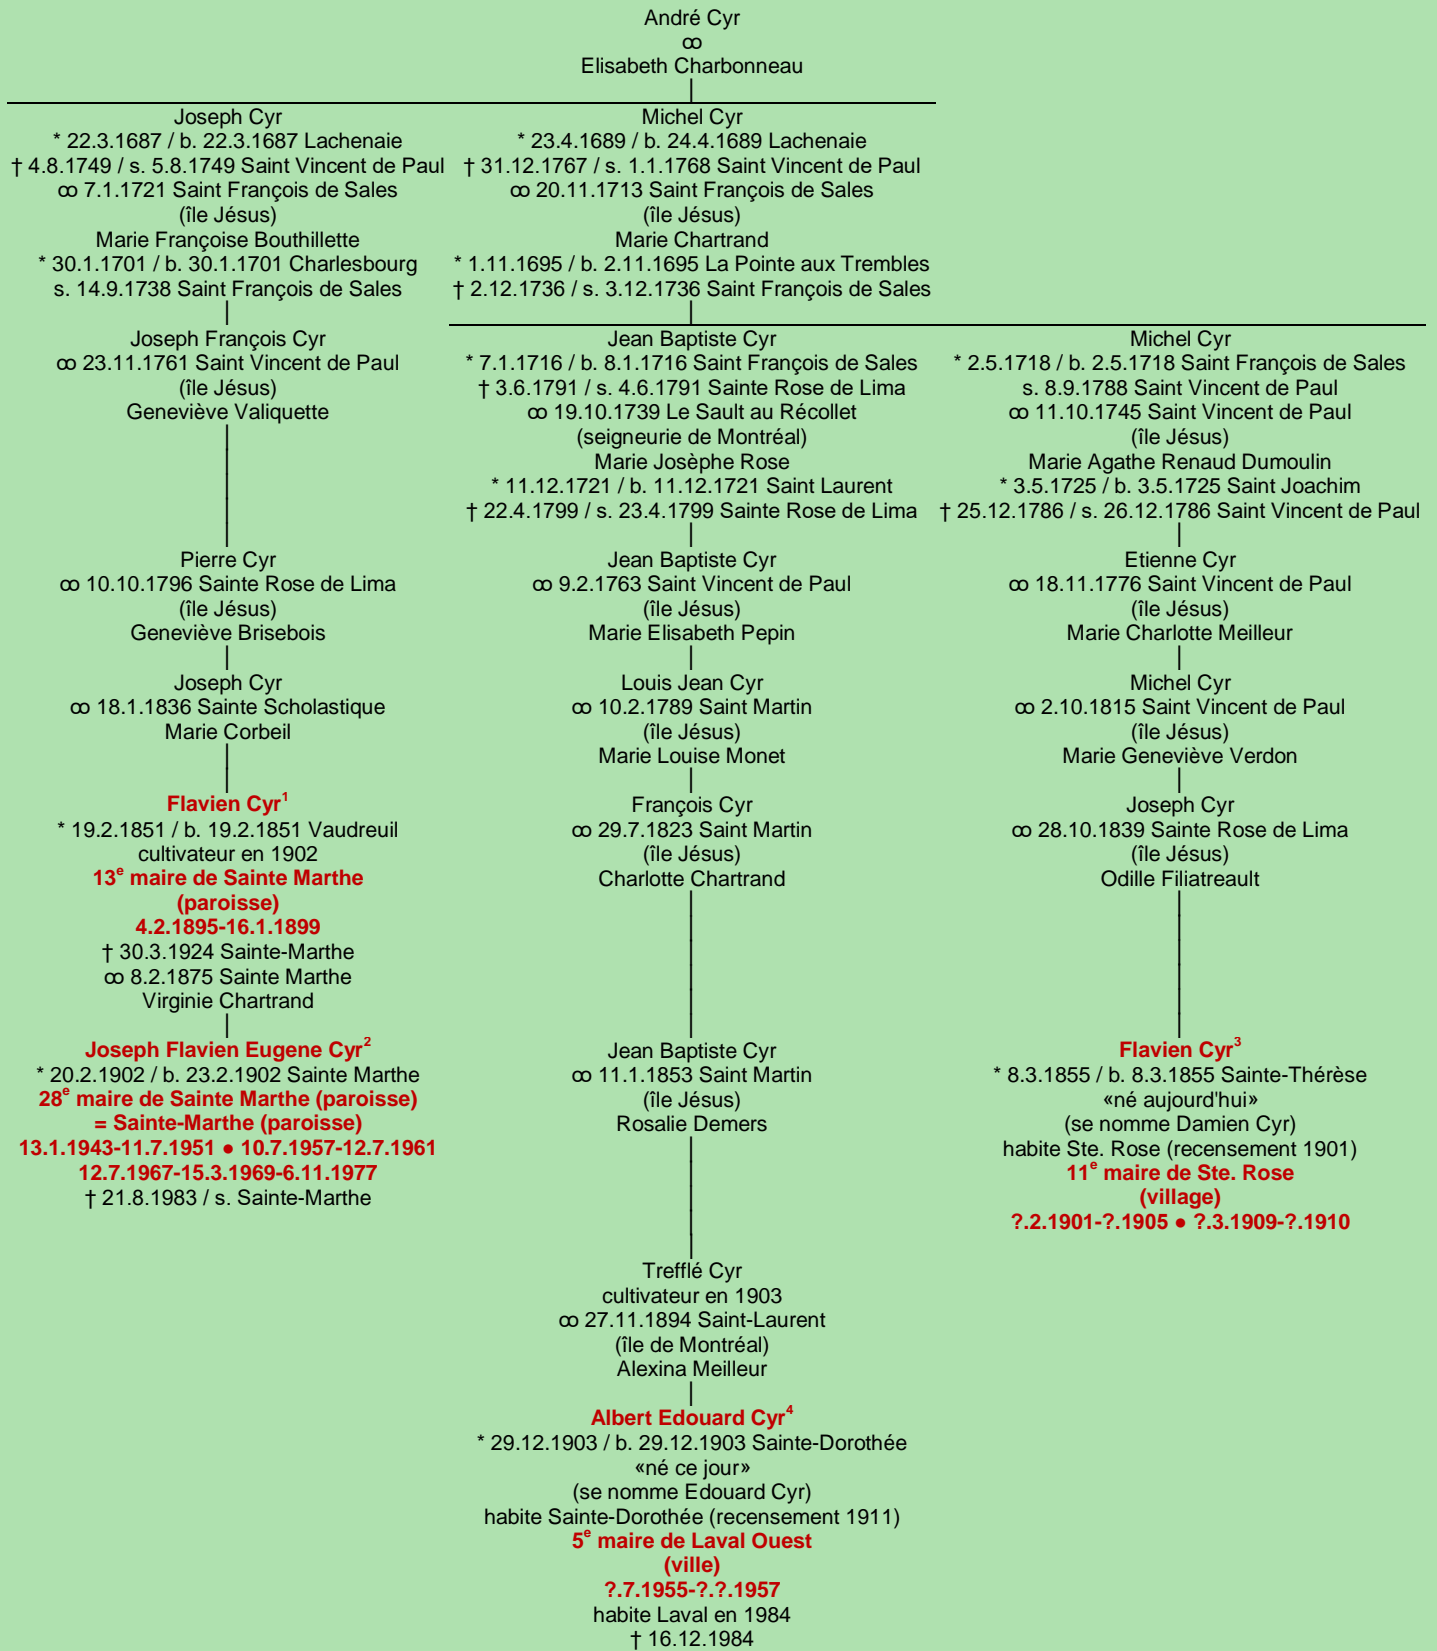 André Cyr
ꝏ
Elisabeth Charbonneau
Joseph Cyr
* 22.3.1687 / b. 22.3.1687 Lachenaie
† 4.8.1749 / s. 5.8.1749 Saint Vincent de Paul
ꝏ 7.1.1721 Saint François de Sales
(île Jésus)
Marie Françoise Bouthillette
* 30.1.1701 / b. 30.1.1701 Charlesbourg
s. 14.9.1738 Saint François de Sales
Michel Cyr
* 23.4.1689 / b. 24.4.1689 Lachenaie
† 31.12.1767 / s. 1.1.1768 Saint Vincent de Paul
ꝏ 20.11.1713 Saint François de Sales
(île Jésus)
Marie Chartrand
* 1.11.1695 / b. 2.11.1695 La Pointe aux Trembles
† 2.12.1736 / s. 3.12.1736 Saint François de Sales
Joseph François Cyr
ꝏ 23.11.1761 Saint Vincent de Paul
(île Jésus)
Geneviève Valiquette
Jean Baptiste Cyr
* 7.1.1716 / b. 8.1.1716 Saint François de Sales
† 3.6.1791 / s. 4.6.1791 Sainte Rose de Lima
ꝏ 19.10.1739 Le Sault au Récollet
(seigneurie de Montréal)
Marie Josèphe Rose
* 11.12.1721 / b. 11.12.1721 Saint Laurent
† 22.4.1799 / s. 23.4.1799 Sainte Rose de Lima
Michel Cyr
* 2.5.1718 / b. 2.5.1718 Saint François de Sales
s. 8.9.1788 Saint Vincent de Paul
ꝏ 11.10.1745 Saint Vincent de Paul
(île Jésus)
Marie Agathe Renaud Dumoulin
* 3.5.1725 / b. 3.5.1725 Saint Joachim
† 25.12.1786 / s. 26.12.1786 Saint Vincent de Paul
Pierre Cyr
ꝏ 10.10.1796 Sainte Rose de Lima
(île Jésus)
Geneviève Brisebois
Jean Baptiste Cyr
ꝏ 9.2.1763 Saint Vincent de Paul
(île Jésus)
Marie Elisabeth Pepin
Etienne Cyr
ꝏ 18.11.1776 Saint Vincent de Paul
(île Jésus)
Marie Charlotte Meilleur
Joseph Cyr
ꝏ 18.1.1836 Sainte Scholastique
Marie Corbeil
Louis Jean Cyr
ꝏ 10.2.1789 Saint Martin
(île Jésus)
Marie Louise Monet
Michel Cyr
ꝏ 2.10.1815 Saint Vincent de Paul
(île Jésus)
Marie Geneviève Verdon
Flavien Cyr¹
* 19.2.1851 / b. 19.2.1851 Vaudreuil
cultivateur en 1902
13ᵉ maire de Sainte Marthe
(paroisse)
4.2.1895-16.1.1899
† 30.3.1924 Sainte-Marthe
ꝏ 8.2.1875 Sainte Marthe
Virginie Chartrand
François Cyr
ꝏ 29.7.1823 Saint Martin
(île Jésus)
Charlotte Chartrand
Joseph Cyr
ꝏ 28.10.1839 Sainte Rose de Lima
(île Jésus)
Odille Filiatreault
Joseph Flavien Eugene Cyr²
* 20.2.1902 / b. 23.2.1902 Sainte Marthe
28ᵉ maire de Sainte Marthe (paroisse)
= Sainte-Marthe (paroisse)
13.1.1943-11.7.1951 ● 10.7.1957-12.7.1961
12.7.1967-15.3.1969-6.11.1977
† 21.8.1983 / s. Sainte-Marthe
Jean Baptiste Cyr
ꝏ 11.1.1853 Saint Martin
(île Jésus)
Rosalie Demers
Flavien Cyr³
* 8.3.1855 / b. 8.3.1855 Sainte-Thérèse
«né aujourd'hui»
(se nomme Damien Cyr)
habite Ste. Rose (recensement 1901)
11ᵉ maire de Ste. Rose
(village)
?.2.1901-?.1905 ● ?.3.1909-?.1910
Trefflé Cyr
cultivateur en 1903
ꝏ 27.11.1894 Saint-Laurent
(île de Montréal)
Alexina Meilleur
Albert Edouard Cyr⁴
* 29.12.1903 / b. 29.12.1903 Sainte-Dorothée
«né ce jour»
(se nomme Edouard Cyr)
habite Sainte-Dorothée (recensement 1911)
5ᵉ maire de Laval Ouest
(ville)
?.7.1955-?.?.1957
habite Laval en 1984
† 16.12.1984